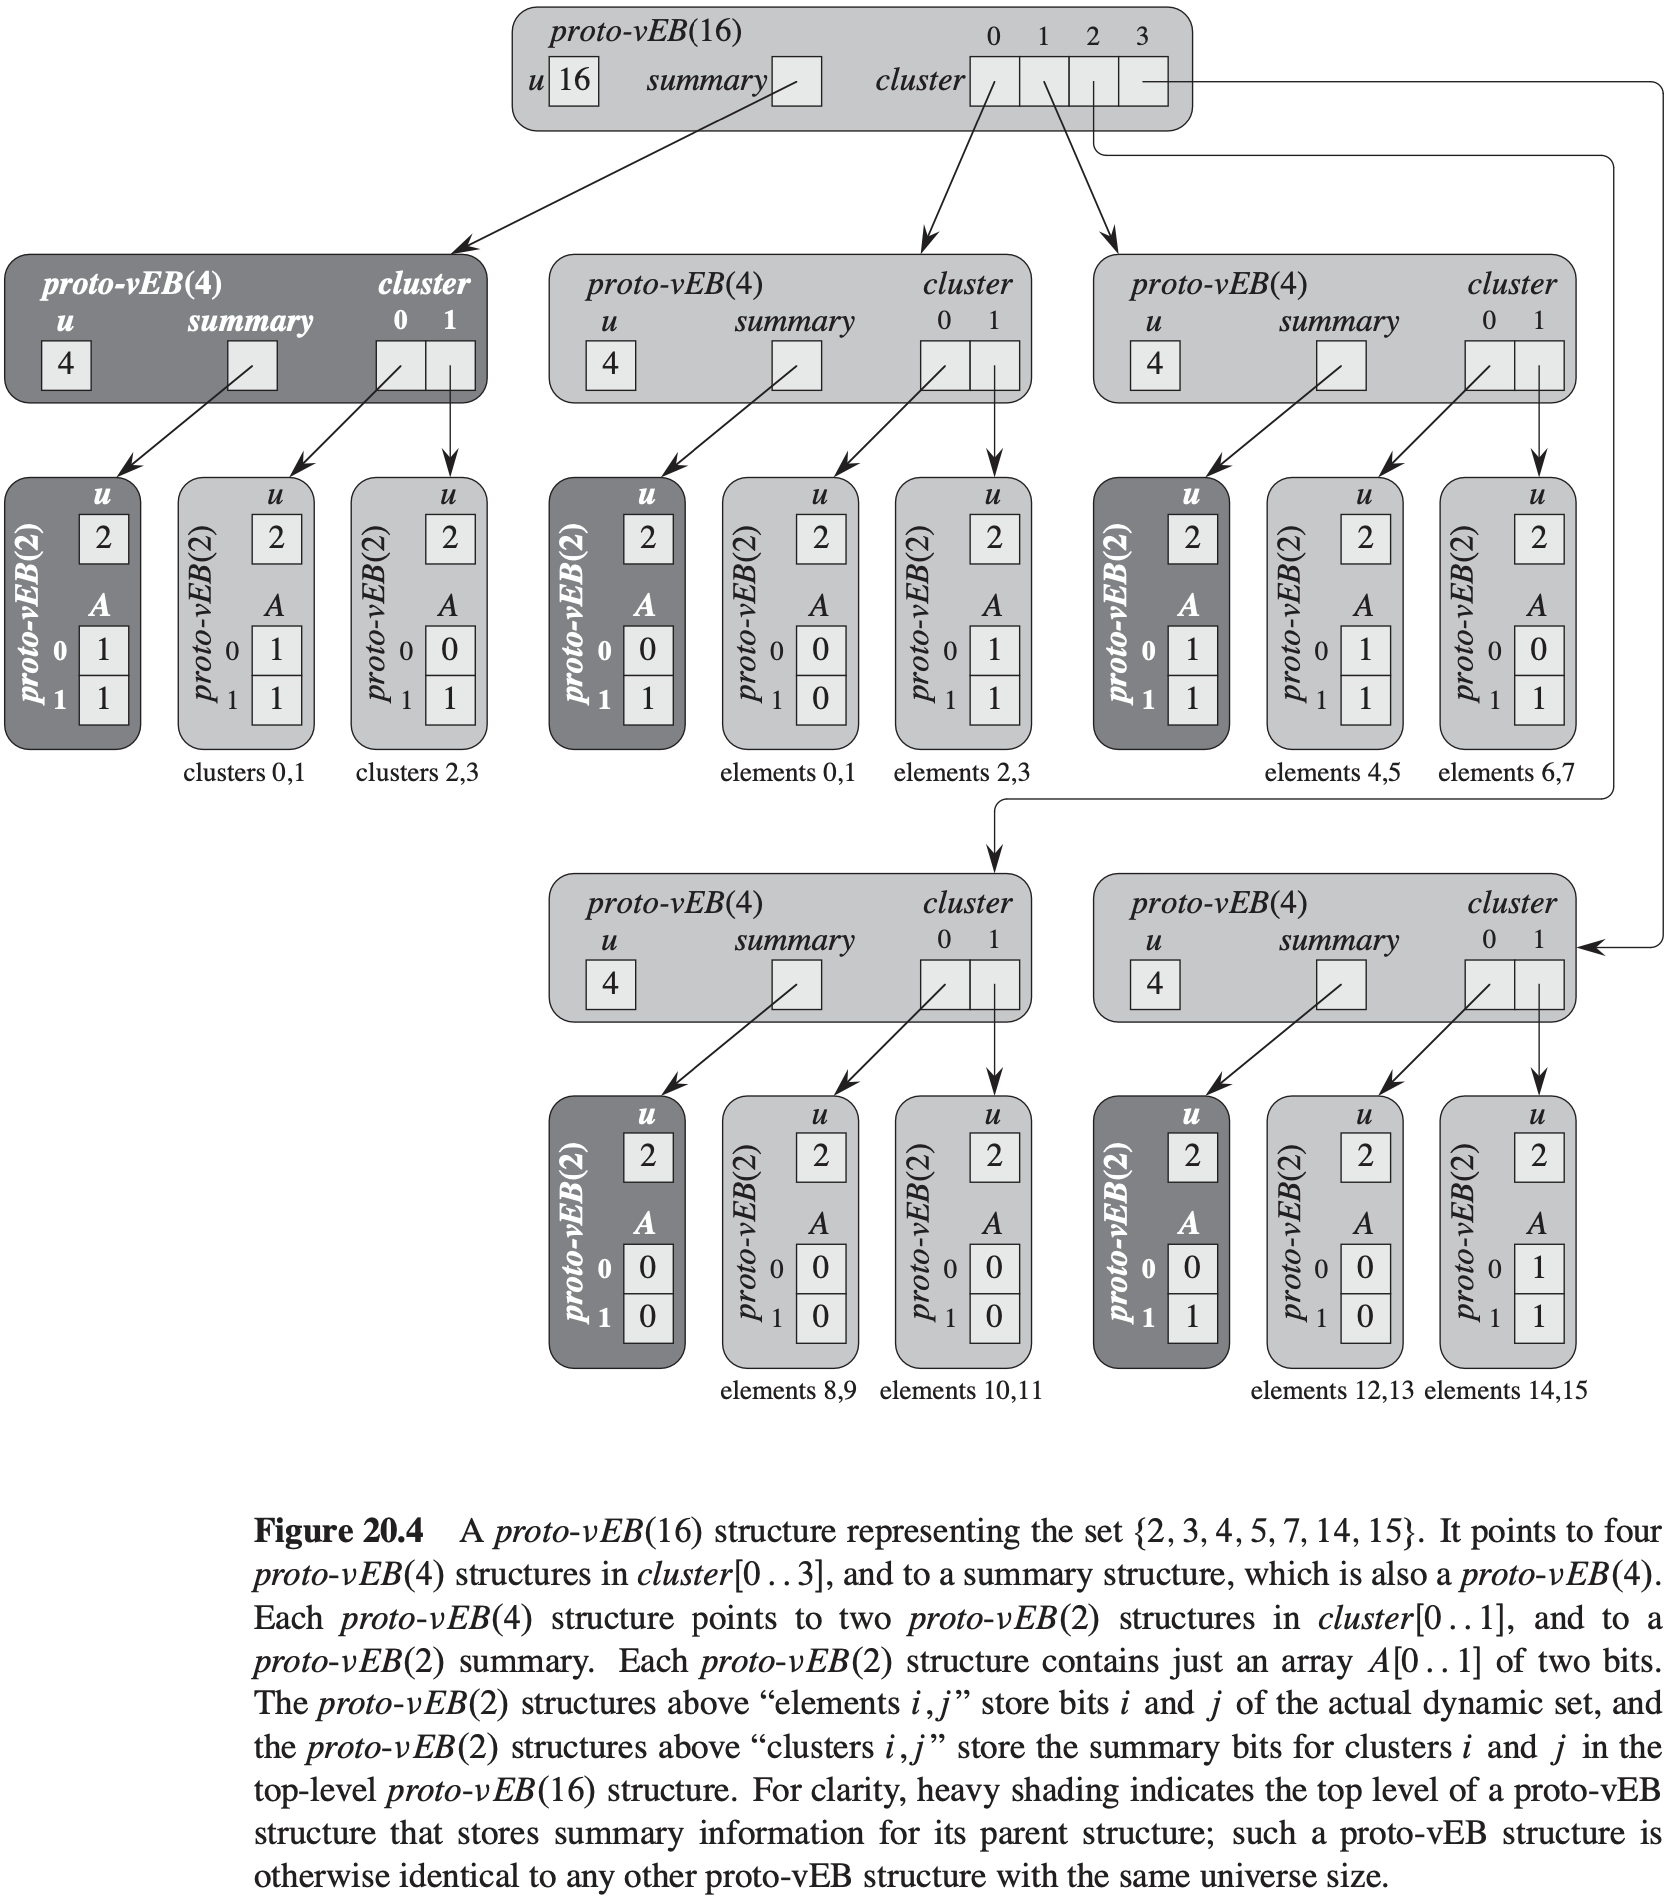 proto-vEB(16)
0 1 2 3
u 16 summary cluster
proto-vEB(4) cluster
u summary 0 1
4
proto-vEB(4) cluster
u summary 0 1
4
proto-vEB(4) cluster
u summary 0 1
4
proto-vEB(2)
u
2
A
0 1
1 1
proto-vEB(2)
u
2
A
0 1
1 1
clusters 0,1
proto-vEB(2)
u
2
A
0 0
1 1
clusters 2,3
proto-vEB(2)
u
2
A
0 0
1 1
proto-vEB(2)
u
2
A
0 0
1 0
elements 0,1
proto-vEB(2)
u
2
A
0 1
1 1
elements 2,3
proto-vEB(2)
u
2
A
0 1
1 1
proto-vEB(2)
u
2
A
0 1
1 1
elements 4,5
proto-vEB(2)
u
2
A
0 0
1 1
elements 6,7
proto-vEB(4) cluster
u summary 0 1
4
proto-vEB(4) cluster
u summary 0 1
4
proto-vEB(2)
u
2
A
0 0
1 0
proto-vEB(2)
u
2
A
0 0
1 0
elements 8,9
proto-vEB(2)
u
2
A
0 0
1 0
elements 10,11
proto-vEB(2)
u
2
A
0 0
1 1
proto-vEB(2)
u
2
A
0 0
1 0
elements 12,13
proto-vEB(2)
u
2
A
0 1
1 1
elements 14,15
Figure 20.4 A proto-vEB(16) structure representing the set {2, 3, 4, 5, 7, 14, 15}. It points to four
proto-vEB(4) structures in cluster[0 . . 3], and to a summary structure, which is also a proto-vEB(4).
Each proto-vEB(4) structure points to two proto-vEB(2) structures in cluster[0 . . 1], and to a
proto-vEB(2) summary. Each proto-vEB(2) structure contains just an array A[0 . . 1] of two bits.
The proto-vEB(2) structures above “elements i,j” store bits i and j of the actual dynamic set, and
the proto-vEB(2) structures above “clusters i,j” store the summary bits for clusters i and j in the
top-level proto-vEB(16) structure. For clarity, heavy shading indicates the top level of a proto-vEB
structure that stores summary information for its parent structure; such a proto-vEB structure is
otherwise identical to any other proto-vEB structure with the same universe size.